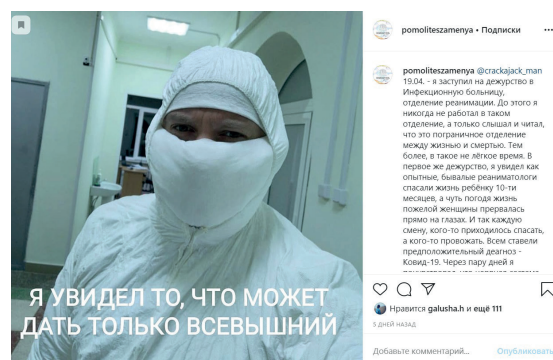 pomoliteszamenya • Подписки
pomoliteszamenya @crackajack_man
19.04. - я заступил на дежурство в
Инфекционную больницу,
отделение реанимации. До этого я
никогда не работал в таком
отделение, а только слышал и читал,
что это пограничное отделение
между жизнью и смертью. Тем
более, в такое не лёгкое время. В
первое же дежурство, я увидел как
опытные, бывалые реаниматологи
спасали жизнь ребёнку 10-ти
месяцев, а чуть погодя жизнь
пожелой женщины прервалась
прямо на глазах. И так каждую
смену, кого-то приходилось спасать,
а кого-то провожать. Всем ставели
предположительный деагноз -
Ковид-19. Через пару дней я
Я УВИДЕЛ ТО, ЧТО МОЖЕТ
ДАТЬ ТОЛЬКО ВСЕВЫШНИЙ
Нравится galusha.h и ещё 111
5 ДНЕЙ НАЗАД
Добавьте комментарий...
Опубликовать